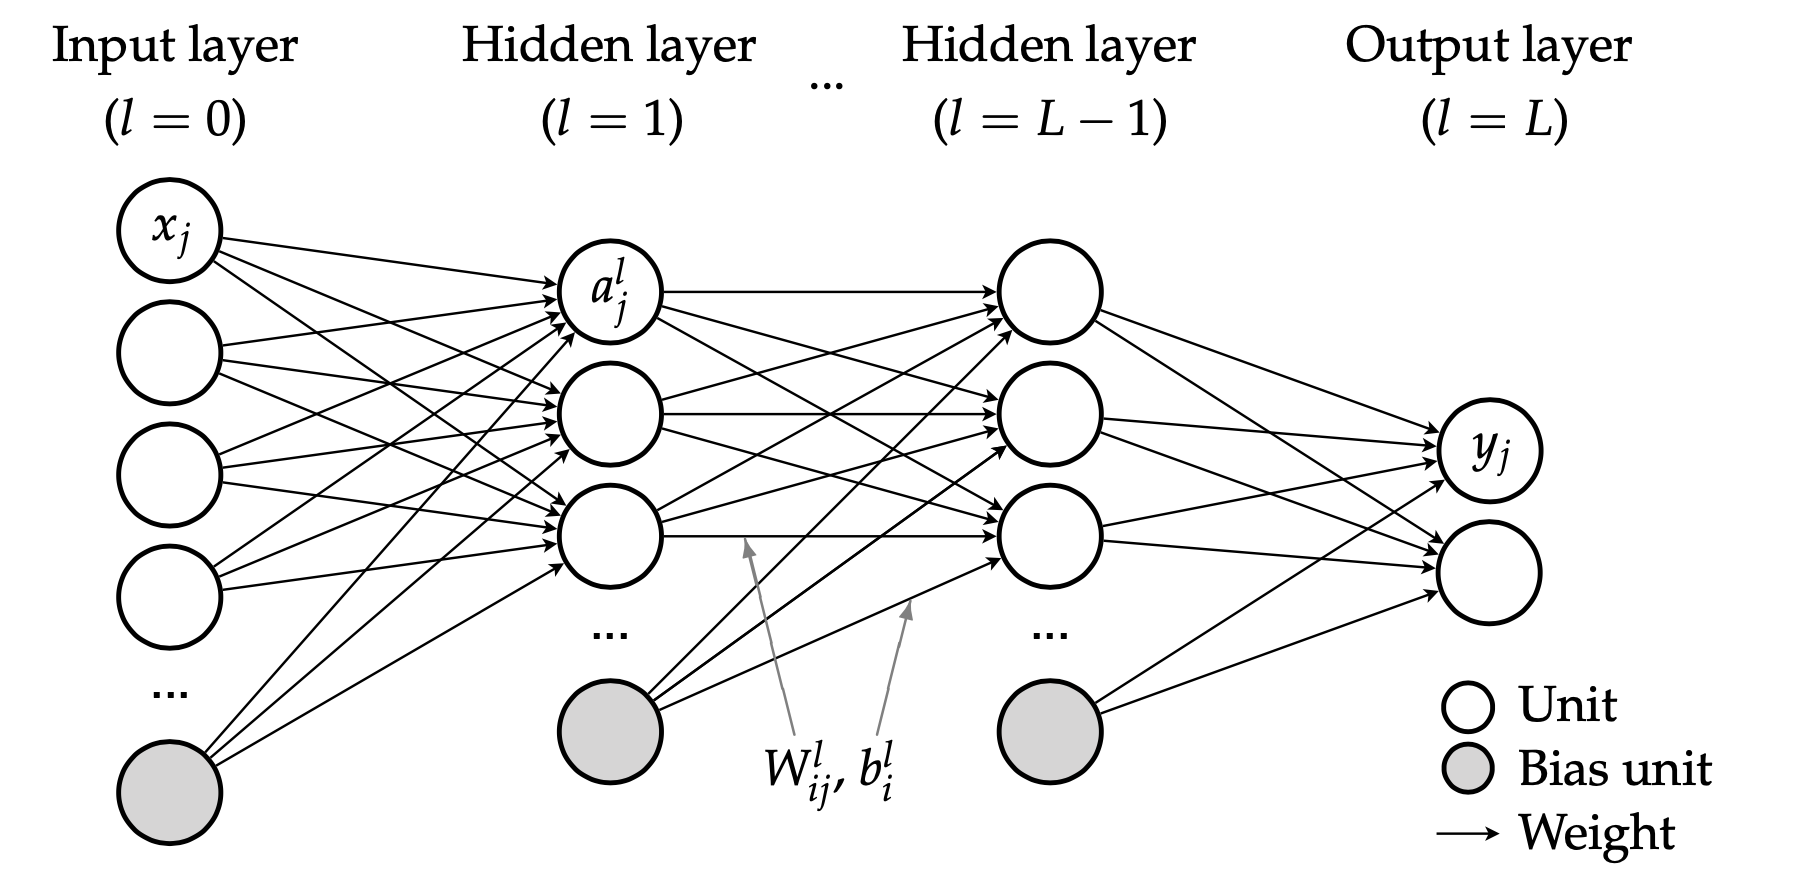 Input layer
(l = 0)
Hidden layer
(l = 1)
...
Hidden layer
(l = L − 1)
Output layer
(l = L)
x_j
a_j^l
y_j
...
...
...
W_{ij}^l, b_i^l
Unit
Bias unit
Weight